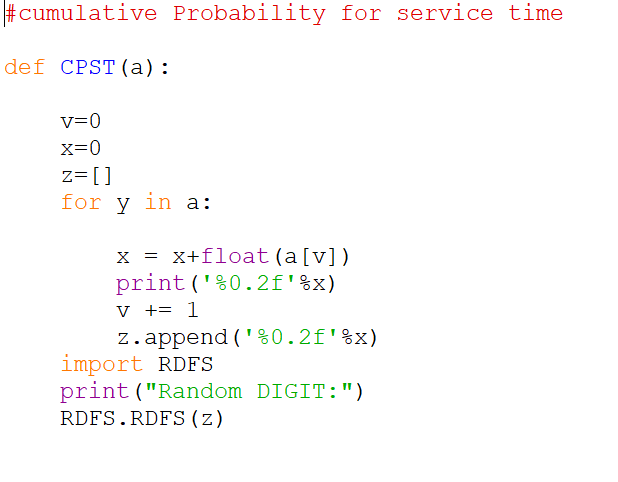 #cumulative Probability for service time
def CPST(a):
    v=0
    x=0
    z=[]
    for y in a:
        x = x+float(a[v])
        print('%0.2f'%x)
        v += 1
        z.append('%0.2f'%x)
    import RDFS
    print("Random DIGIT:")
    RDFS.RDFS(z)